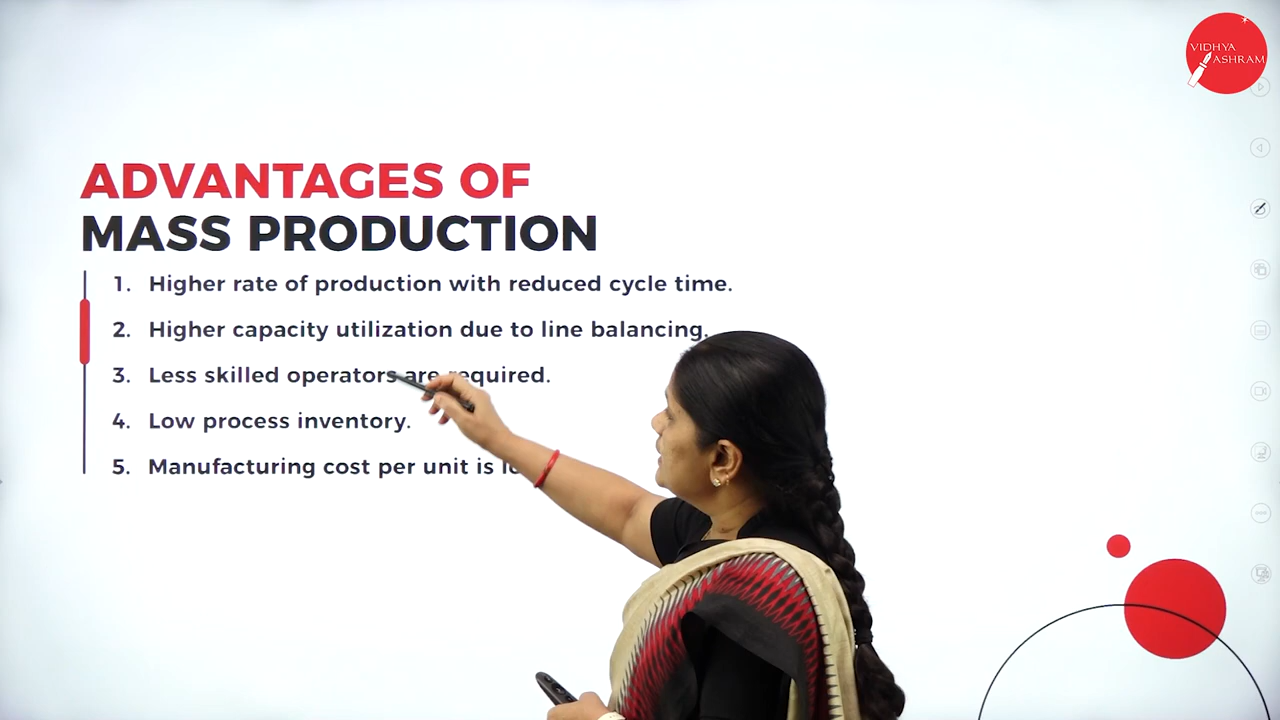 VIDHYA
ASHRAM
ADVANTAGES OF
MASS PRODUCTION
1. Higher rate of production with reduced cycle time.
2. Higher capacity utilization due to line balancing.
3. Less skilled operators are required.
4. Low process inventory.
5. Manufacturing cost per unit is